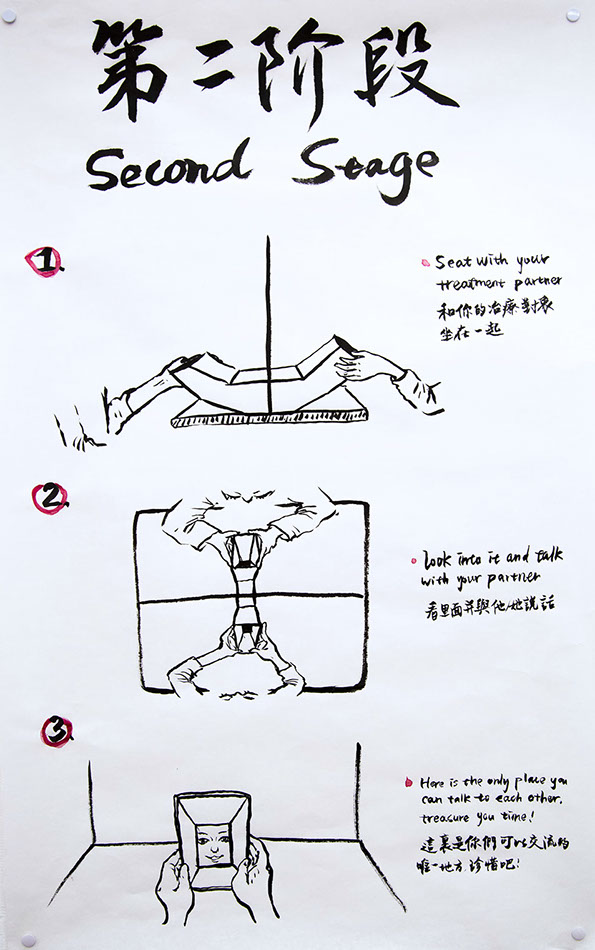 第二阶段
Second Stage
1.
Seat with your
treatment partner
和你的治療對象
坐在一起
2.
Look into it and talk
with your partner
看里面并與他/她説話
3.
Here is the only place you
can talk to each other,
treasure you time!
這裏是你們可以交流的
唯一地方 珍惜吧!